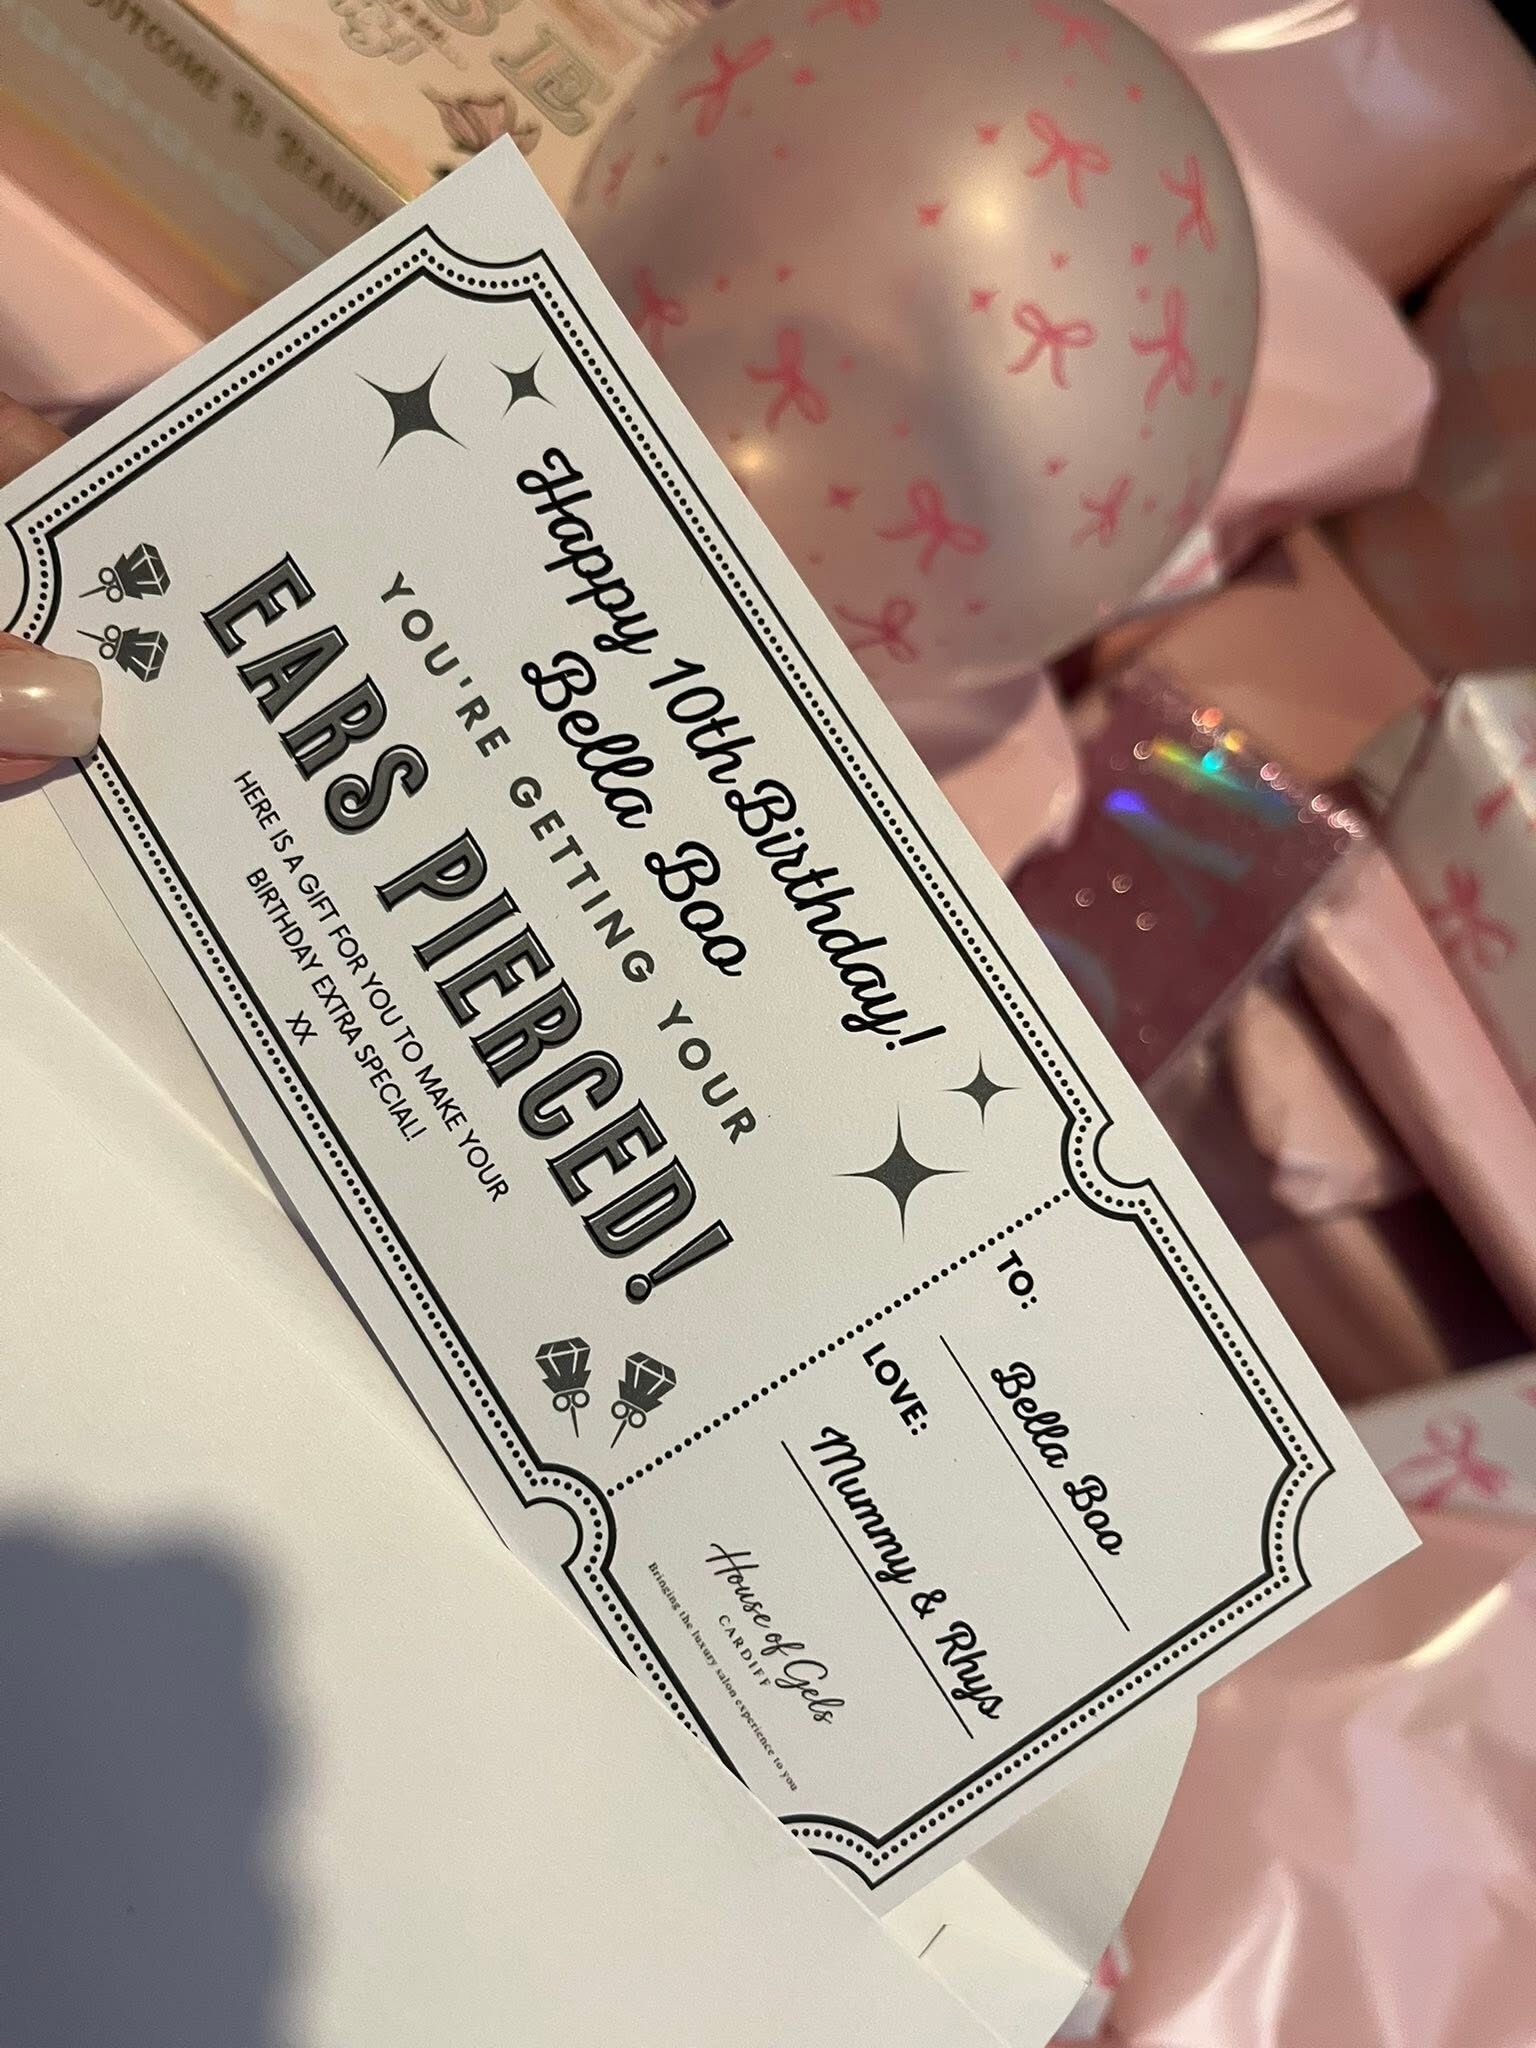 Happy 10th Birthday!
Bella Boo
YOU'RE GETTING YOUR
EARS PIERCED!
HERE IS A GIFT FOR YOU TO MAKE YOUR
BIRTHDAY EXTRA SPECIAL!
XX
TO:
Bella Boo
LOVE:
Mummy & Rhys
House of Gels
CARDIFF
Bringing the luxury salon experience to you